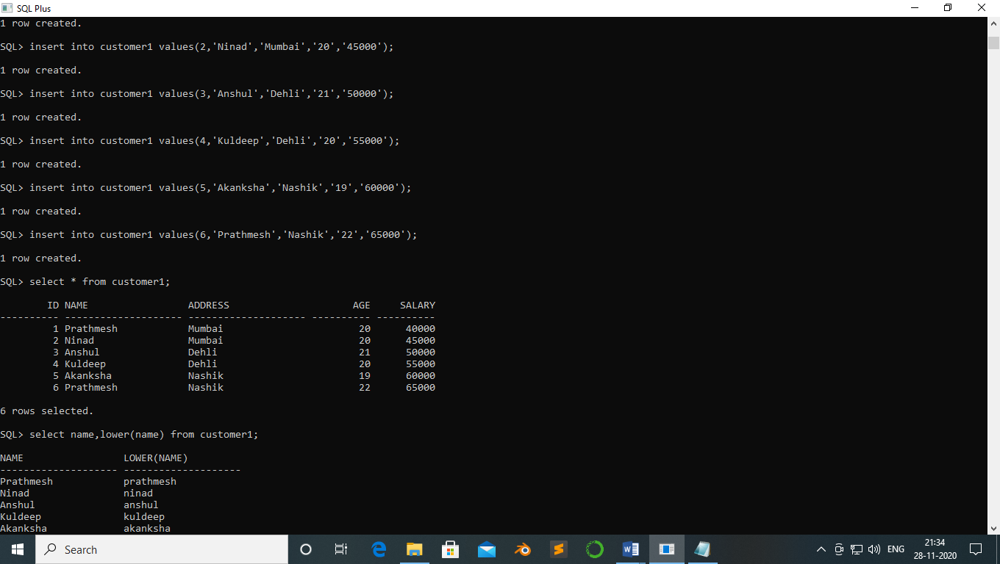 SQL Plus
1 row created.
SQL> insert into customer1 values(2,'Ninad','Mumbai','20','45000');
1 row created.
SQL> insert into customer1 values(3,'Anshul','Dehli','21','50000');
1 row created.
SQL> insert into customer1 values(4,'Kuldeep','Dehli','20','55000');
1 row created.
SQL> insert into customer1 values(5,'Akanksha','Nashik','19','60000');
1 row created.
SQL> insert into customer1 values(6,'Prathmesh','Nashik','22','65000');
1 row created.
SQL> select * from customer1;
        ID NAME                 ADDRESS                     AGE     SALARY
---------- -------------------- -------------------- ---------- ----------
         1 Prathmesh            Mumbai                       20      40000
         2 Ninad                Mumbai                       20      45000
         3 Anshul               Dehli                        21      50000
         4 Kuldeep              Dehli                        20      55000
         5 Akanksha             Nashik                       19      60000
         6 Prathmesh            Nashik                       22      65000
6 rows selected.
SQL> select name,lower(name) from customer1;
NAME                 LOWER(NAME)
-------------------- --------------------
Prathmesh            prathmesh
Ninad                ninad
Anshul               anshul
Kuldeep              kuldeep
Akanksha             akanksha
Search
ENG
21:34
28-11-2020